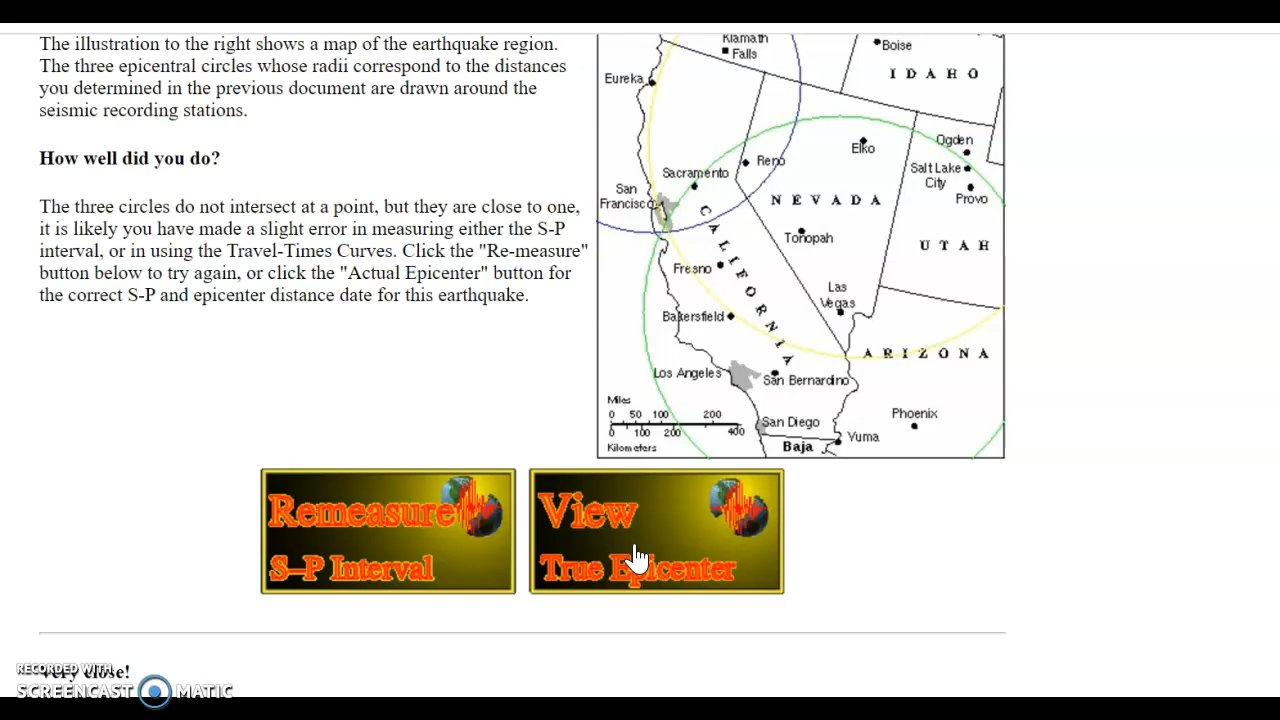 The illustration to the right shows a map of the earthquake region.
The three epicentral circles whose radii correspond to the distances
you determined in the previous document are drawn around the
seismic recording stations.
How well did you do?
The three circles do not intersect at a point, but they are close to one,
it is likely you have made a slight error in measuring either the S-P
interval, or in using the Travel-Times Curves. Click the "Re-measure"
button below to try again, or click the "Actual Epicenter" button for
the correct S-P and epicenter distance date for this earthquake.
Klamath
Falls
Boise
IDAHO
Eureka
Ogden
Elko
Reno
Salt Lake
City
Sacramento
Provo
San
Francisco
NEVADA
CALIFORNIA
Tonopah
UTAH
Fresno
Las
Vegas
Bakersfield
ARIZONA
Los Angeles
San Bernardino
Miles
0 50 100 200
0 100 200 400
Kilometers
San Diego
Phoenix
Yuma
Baja
Remeasure
S-P Interval
View
True Epicenter
Very close!
RECORDED WITH
SCREENCAST MATIC